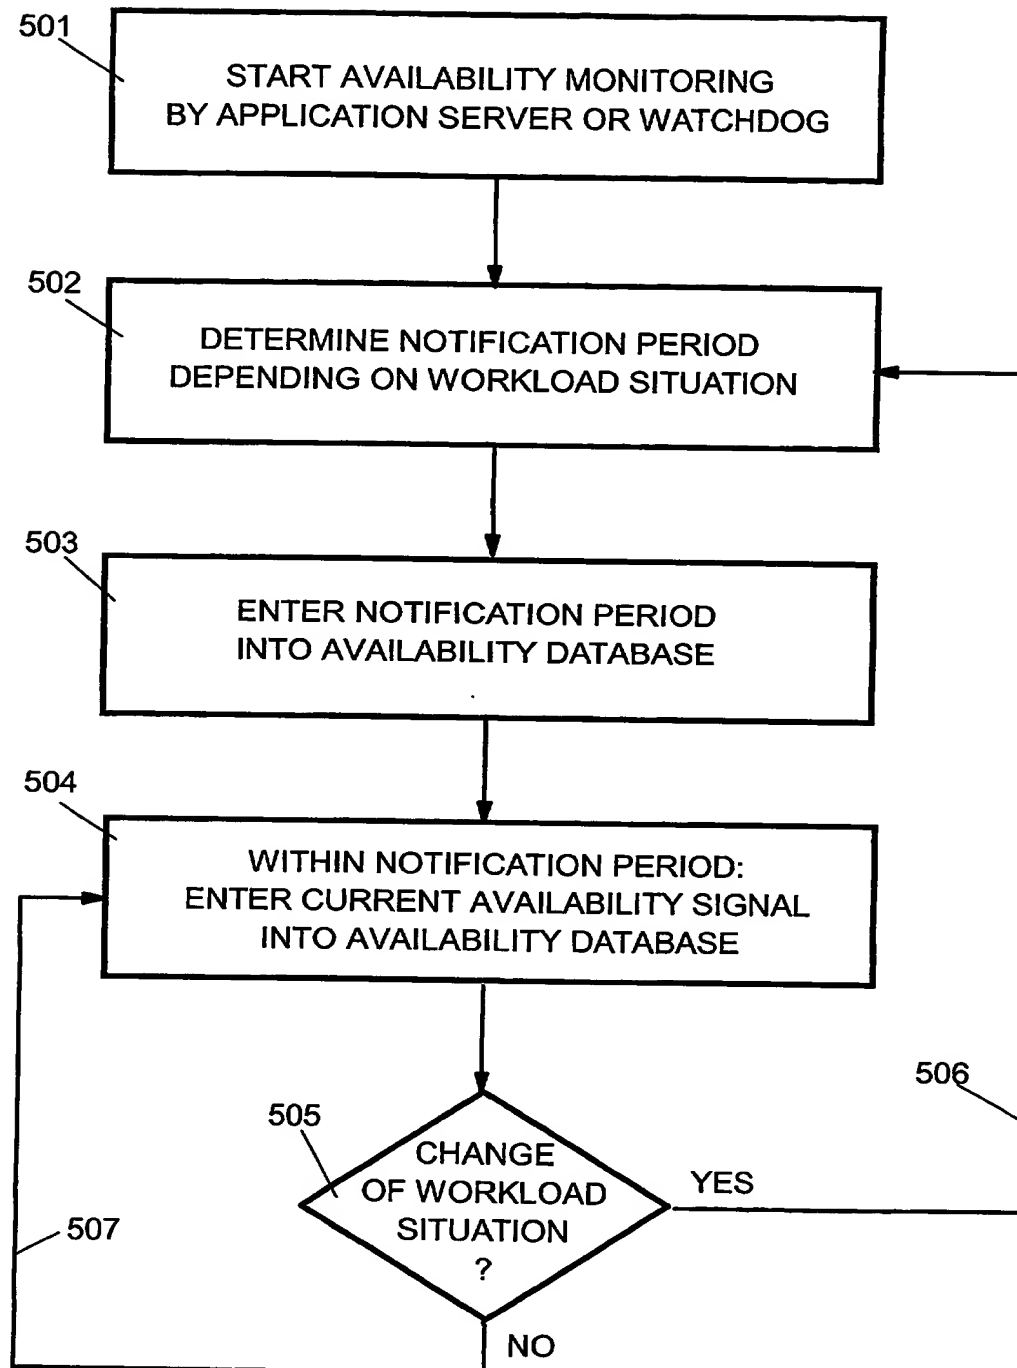 501
START AVAILABILITY MONITORING
BY APPLICATION SERVER OR WATCHDOG
502
DETERMINE NOTIFICATION PERIOD
DEPENDING ON WORKLOAD SITUATION
503
ENTER NOTIFICATION PERIOD
INTO AVAILABILITY DATABASE
504
WITHIN NOTIFICATION PERIOD:
ENTER CURRENT AVAILABILITY SIGNAL
INTO AVAILABILITY DATABASE
505
CHANGE
OF WORKLOAD
SITUATION
?
YES
506
507
NO